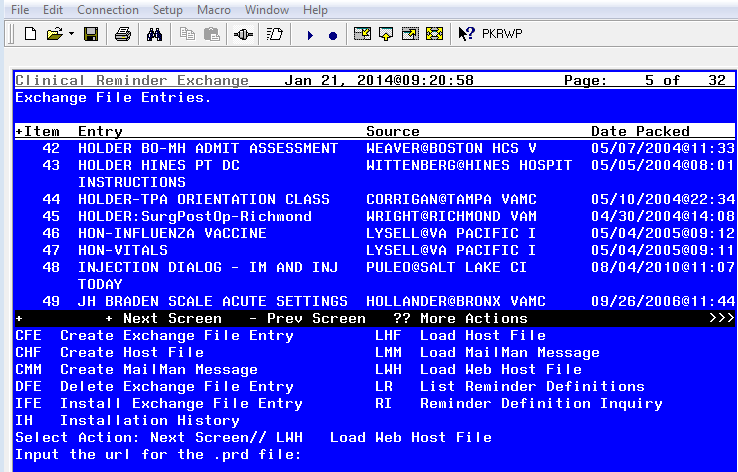 File Edit Connection Setup Macro Window Help
PKRWP
Clinical Reminder Exchange Jan 21, 2014@09:20:58 Page: 5 of 32
Exchange File Entries.
+Item Entry Source Date Packed
42 HOLDER BO-MH ADMIT ASSESSMENT WEAVER@BOSTON HCS V 05/07/2004@11:33
43 HOLDER HINES PT DC WITTENBERG@HINES HOSPIT 05/05/2004@08:01
INSTRUCTIONS
44 HOLDER-TPA ORIENTATION CLASS CORRIGAN@TAMPA VAMC 05/10/2004@22:34
45 HOLDER:SurgPostOp-Richmond WRIGHT@RICHMOND VAM 04/30/2004@14:08
46 HON-INFLUENZA VACCINE LYSELL@VA PACIFIC I 05/04/2005@09:12
47 HON-VITALS LYSELL@VA PACIFIC I 05/04/2005@09:11
48 INJECTION DIALOG - IM AND INJ PULEO@SALT LAKE CI 08/04/2010@11:07
TODAY
49 JH BRADEN SCALE ACUTE SETTINGS HOLLANDER@BRONX VAMC 09/26/2006@11:44
+ + Next Screen - Prev Screen ?? More Actions >>>
CFE Create Exchange File Entry LHF Load Host File
CHF Create Host File LMM Load MailMan Message
CMM Create MailMan Message LWH Load Web Host File
DFE Delete Exchange File Entry LR List Reminder Definitions
IFE Install Exchange File Entry RI Reminder Definition Inquiry
IH Installation History
Select Action: Next Screen// LWH Load Web Host File
Input the url for the .prd file: